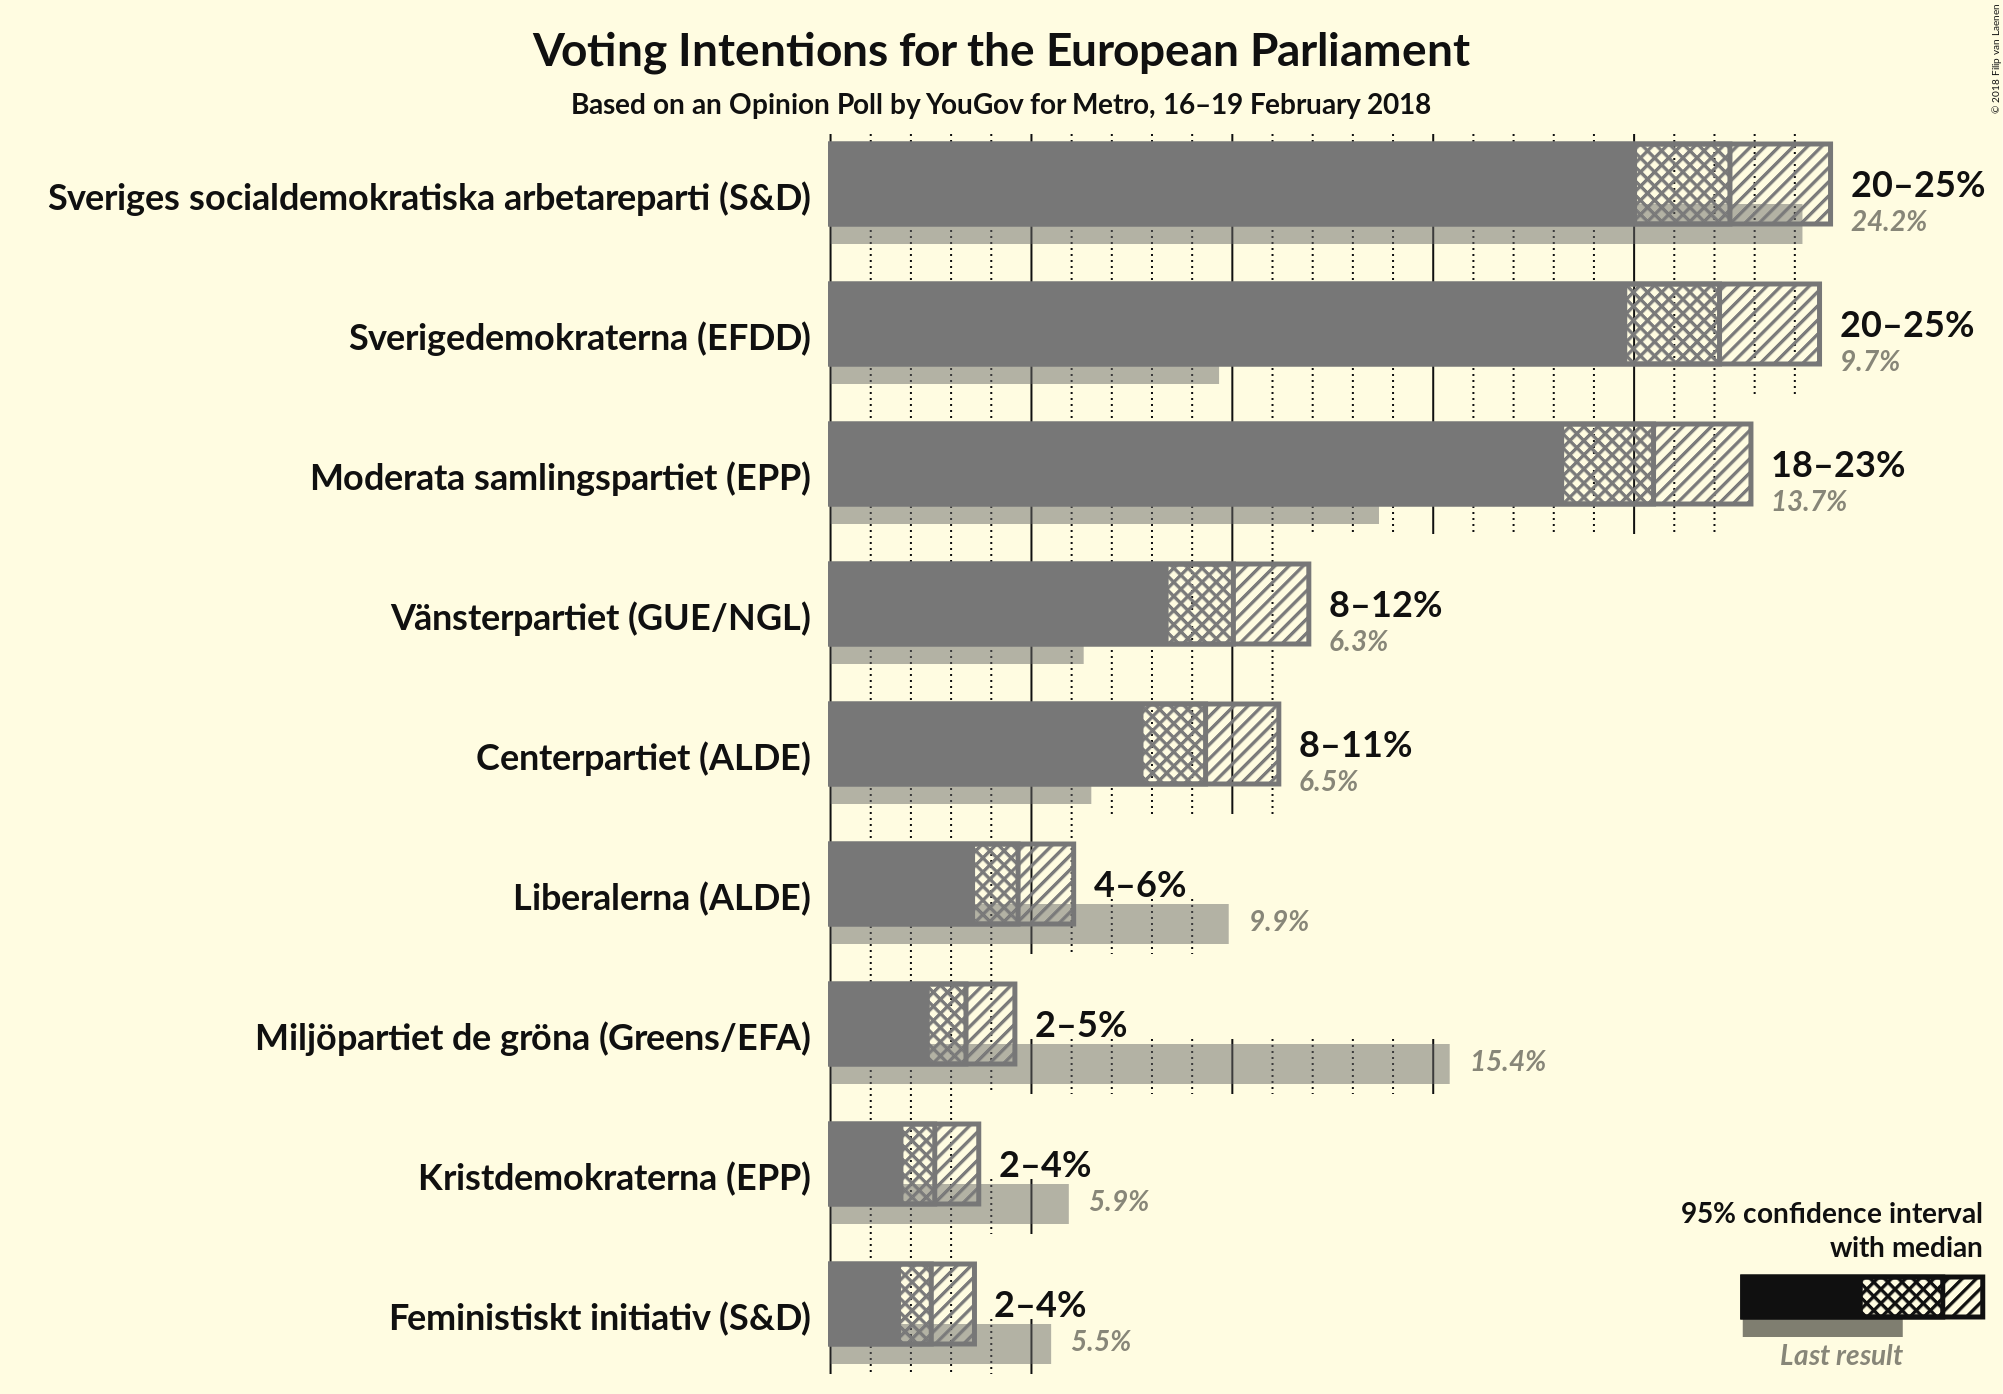 Voting Intentions for the European Parliament
Based on an Opinion Poll by YouGov for Metro, 16–19 February 2018
© 2018 Filip van Laenen
Sveriges socialdemokratiska arbetareparti (S&D)
20–25%
24.2%
Sverigedemokraterna (EFDD)
20–25%
9.7%
Moderata samlingspartiet (EPP)
18–23%
13.7%
Vänsterpartiet (GUE/NGL)
8–12%
6.3%
Centerpartiet (ALDE)
8–11%
6.5%
Liberalerna (ALDE)
4–6%
9.9%
Miljöpartiet de gröna (Greens/EFA)
2–5%
15.4%
Kristdemokraterna (EPP)
2–4%
5.9%
Feministiskt initiativ (S&D)
2–4%
5.5%
95% confidence interval
with median
Last result